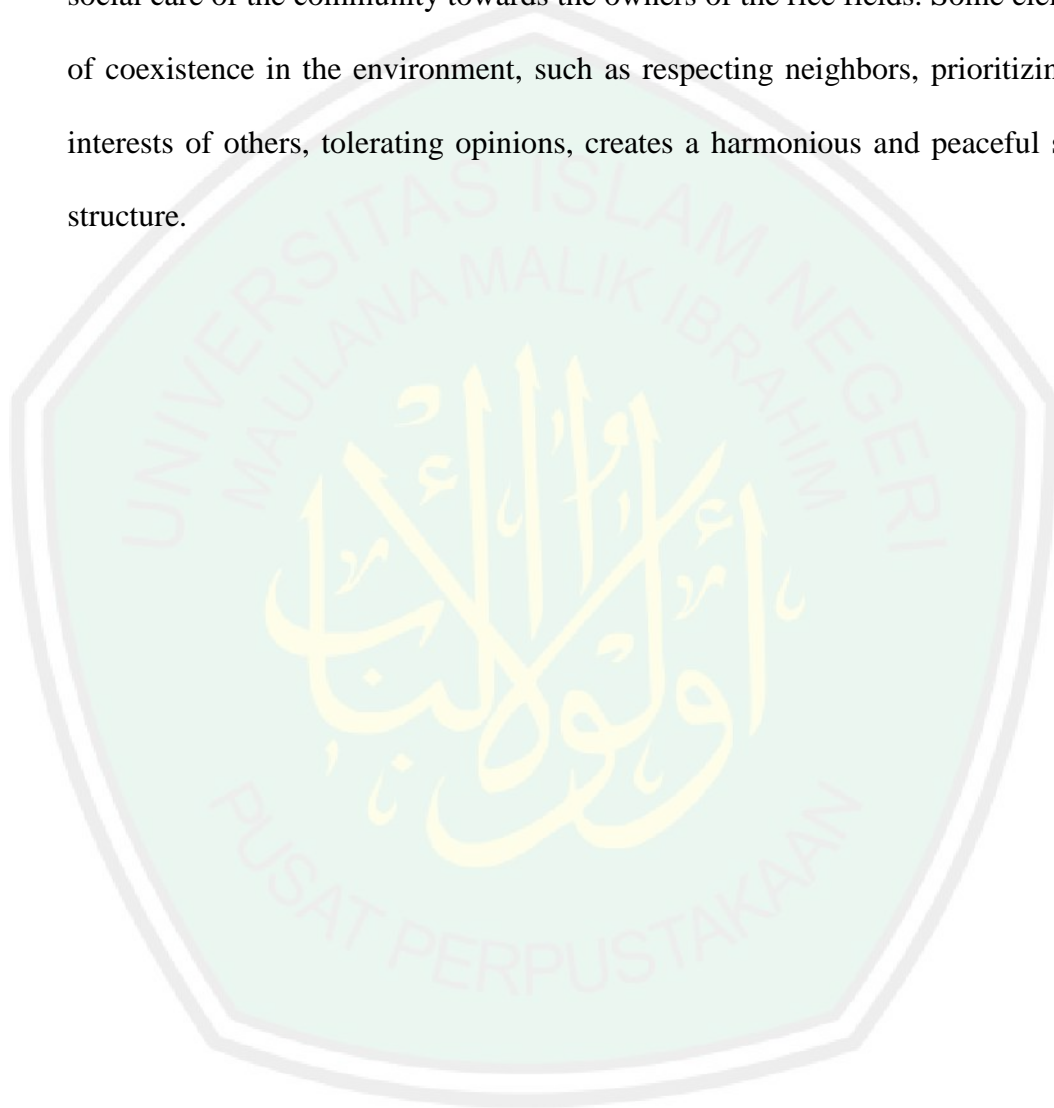 social care of the community towards the owners of the rice fields. Some
of coexistence in the environment, such as respecting neighbors, prioritizin
interests of others, tolerating opinions, creates a harmonious and peaceful s
structure.
UNIVERSITAS ISLAM NEGERI
MAULANA MALIK IBRAHIM
أولوا الألباب
PUSAT PERPUSTAKAAN